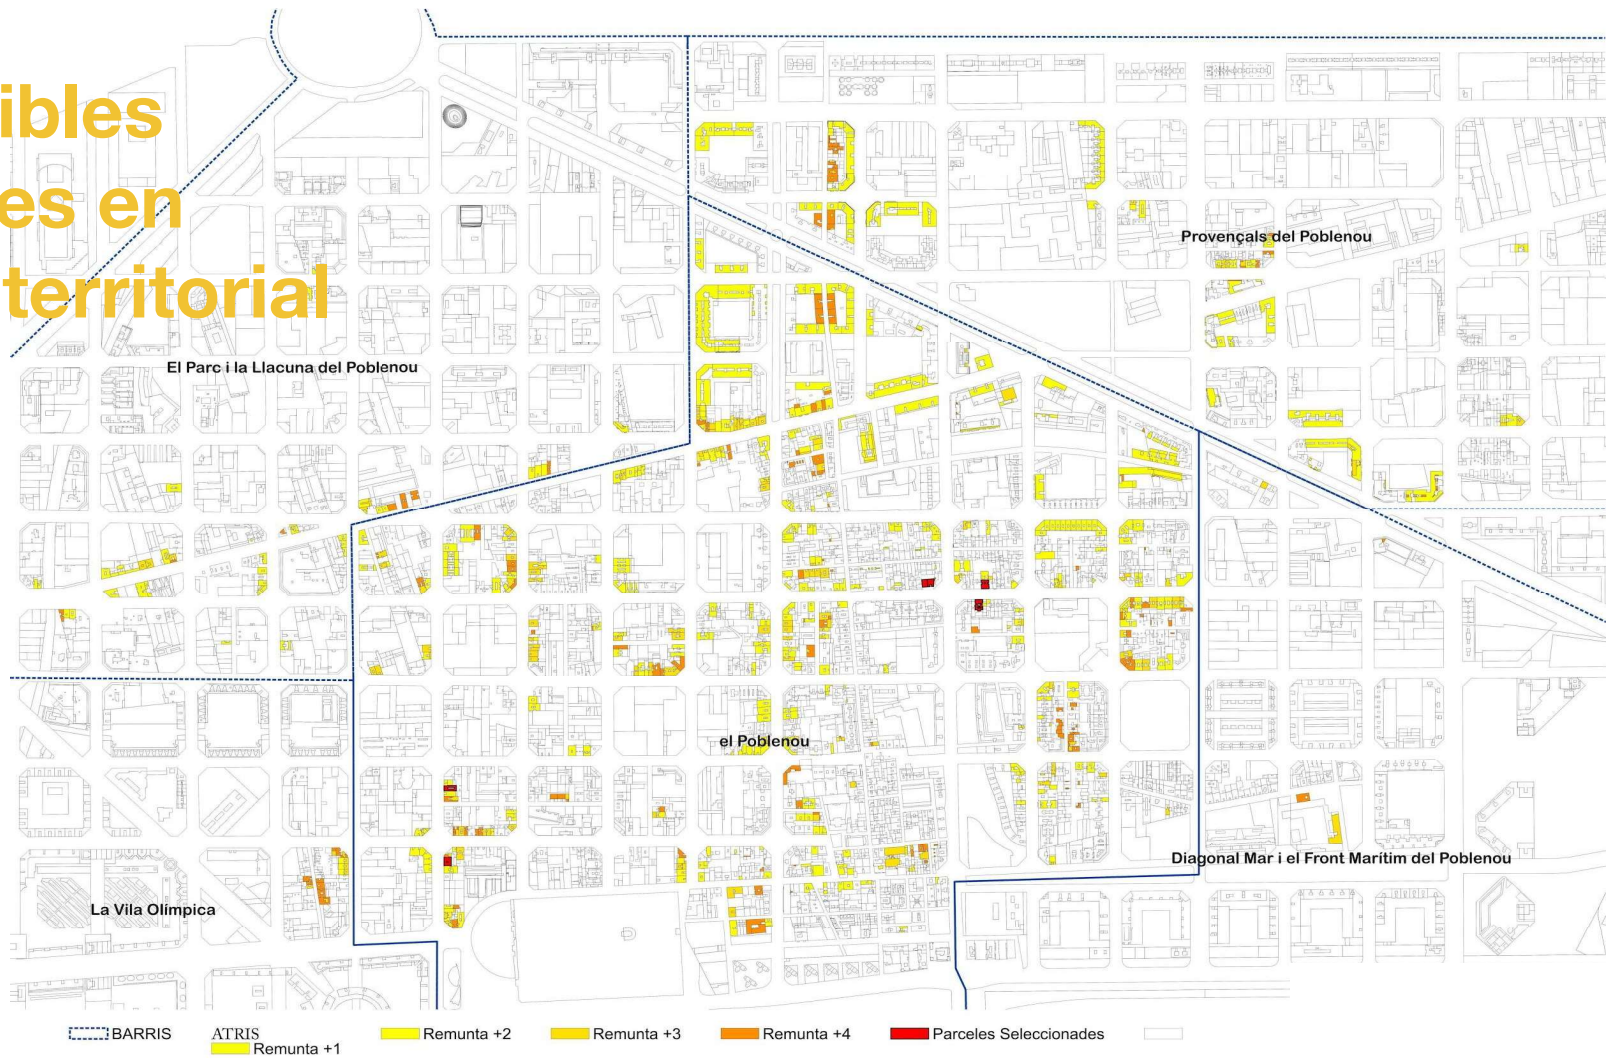 ibles
es en
territorial
Provençals del Poblenou
El Parc i la Llacuna del Poblenou
el Poblenou
Diagonal Mar i el Front Marítim del Poblenou
La Vila Olímpica
BARRIS
ATRIS
Remunta +1
Remunta +2
Remunta +3
Remunta +4
Parceles Seleccionades